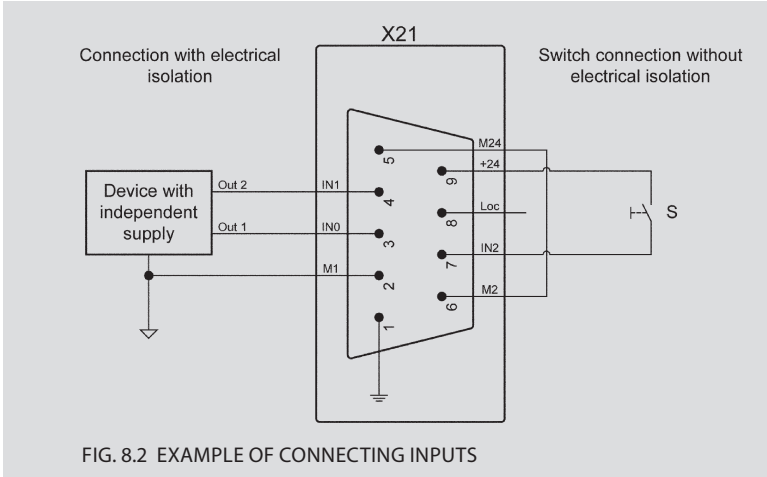 X21
Connection with electrical
isolation
Switch connection without
electrical isolation
M24
5
+24
9
Device with
independent
supply
Out 2
IN1
4
Loc
8
S
Out 1
IN0
3
IN2
7
M1
2
M2
6
1
FIG. 8.2 EXAMPLE OF CONNECTING INPUTS